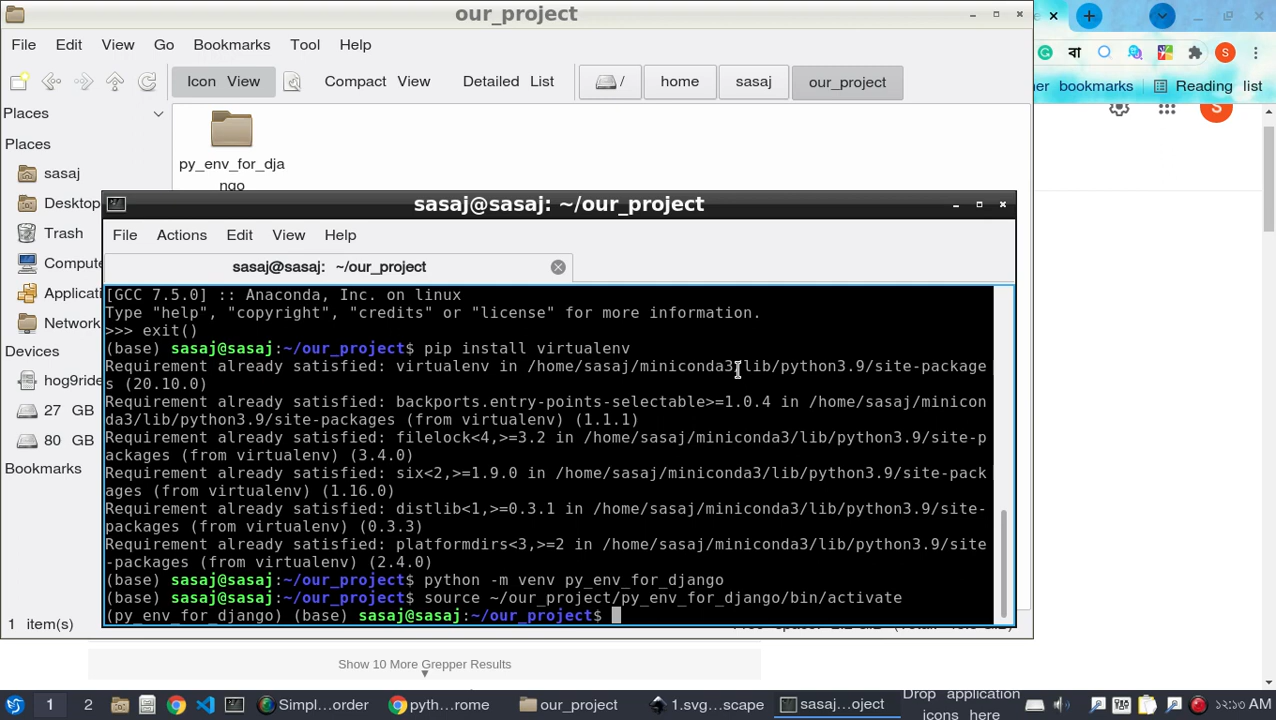 our_project
File Edit View Go Bookmarks Tool Help
Icon View Compact View Detailed List / home sasaj our_project
বা S
bookmarks Reading list
S
Places
Places
sasaj
Desktop
Trash
Applicati
Network
Devices
hog9ride
27 GB
80 GB
Bookmarks
py_env_for_dja
ngo
sasaj@sasaj: ~/our_project
File Actions Edit View Help
sasaj@sasaj: ~/our_project
[GCC 7.5.0] :: Anaconda, Inc. on linux
Type "help", "copyright", "credits" or "license" for more information.
>>> exit()
(base) sasaj@sasaj:~/our_project$ pip install virtualenv
Requirement already satisfied: virtualenv in /home/sasaj/miniconda3/lib/python3.9/site-package
s (20.10.0)
Requirement already satisfied: backports.entry-points-selectable>=1.0.4 in /home/sasaj/minicon
da3/lib/python3.9/site-packages (from virtualenv) (1.1.1)
Requirement already satisfied: filelock<4,>=3.2 in /home/sasaj/miniconda3/lib/python3.9/site-p
ackages (from virtualenv) (3.4.0)
Requirement already satisfied: six<2,>=1.9.0 in /home/sasaj/miniconda3/lib/python3.9/site-pack
ages (from virtualenv) (1.16.0)
Requirement already satisfied: distlib<1,>=0.3.1 in /home/sasaj/miniconda3/lib/python3.9/site-
packages (from virtualenv) (0.3.3)
Requirement already satisfied: platformdirs<3,>=2 in /home/sasaj/miniconda3/lib/python3.9/site
-packages (from virtualenv) (2.4.0)
(base) sasaj@sasaj:~/our_project$ python -m venv py_env_for_django
(base) sasaj@sasaj:~/our_project$ source ~/our_project/py_env_for_django/bin/activate
(py_env_for_django) (base) sasaj@sasaj:~/our_project$
1 item(s)
Show 10 More Grepper Results
1 2 Simpl...order pyth...rome our_project 1.svg...scape sasaj...oject Drop application icons here ১২:১৩ AM